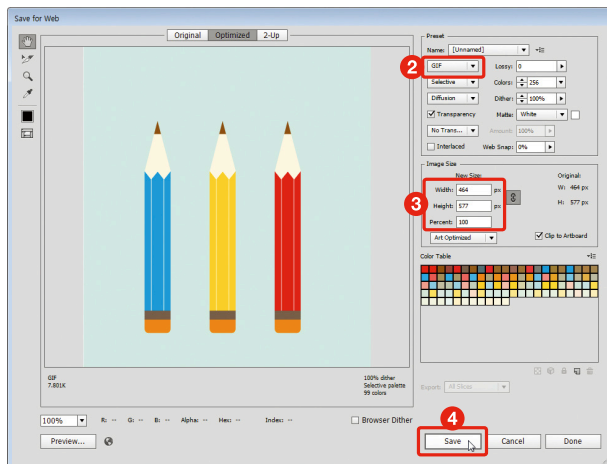 Save for Web
Original Optimized 2-Up
Preset
Name: [Unnamed]
2
GIF Lossy: 0
Selective Colors: 256
Diffusion Dither: 100%
Transparency Matte: White
No Trans... Amount: 100%
Interlaced Web Snap: 0%
Image Size
New Size: Original:
3
Width: 464 px W: 464 px
Height: 577 px H: 577 px
Percent: 100
Art Optimized Clip to Artboard
Color Table
GIF 100% dither
7.801K Selective palette
99 colors
Export: All Slices
100% R: -- G: -- B: -- Alpha: -- Hex: -- Index: -- Browser Dither
4
Preview... Save Cancel Done